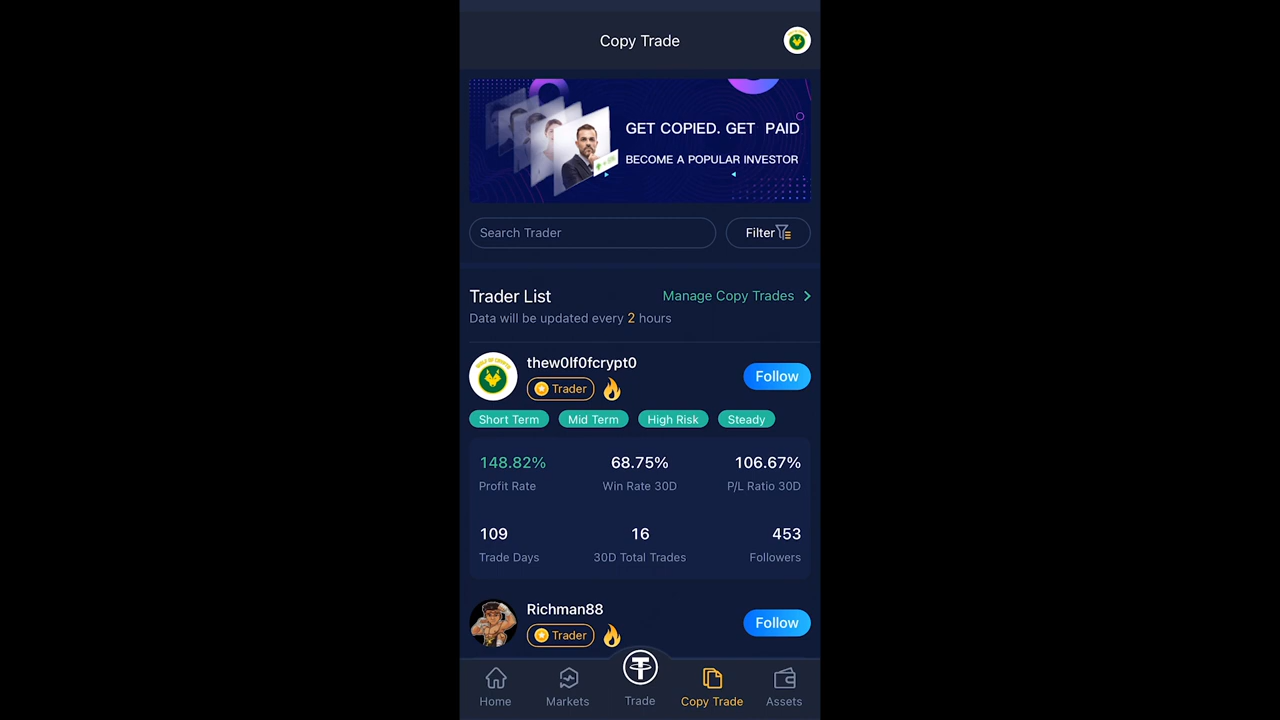 Copy Trade
GET COPIED. GET PAID
BECOME A POPULAR INVESTOR
Search Trader
Filter
Trader List
Manage Copy Trades
Data will be updated every 2 hours
thew0lf0fcrypt0
Trader
Follow
Short Term
Mid Term
High Risk
Steady
148.82%
68.75%
106.67%
Profit Rate
Win Rate 30D
P/L Ratio 30D
109
16
453
Trade Days
30D Total Trades
Followers
Richman88
Trader
Follow
Home
Markets
Trade
Copy Trade
Assets